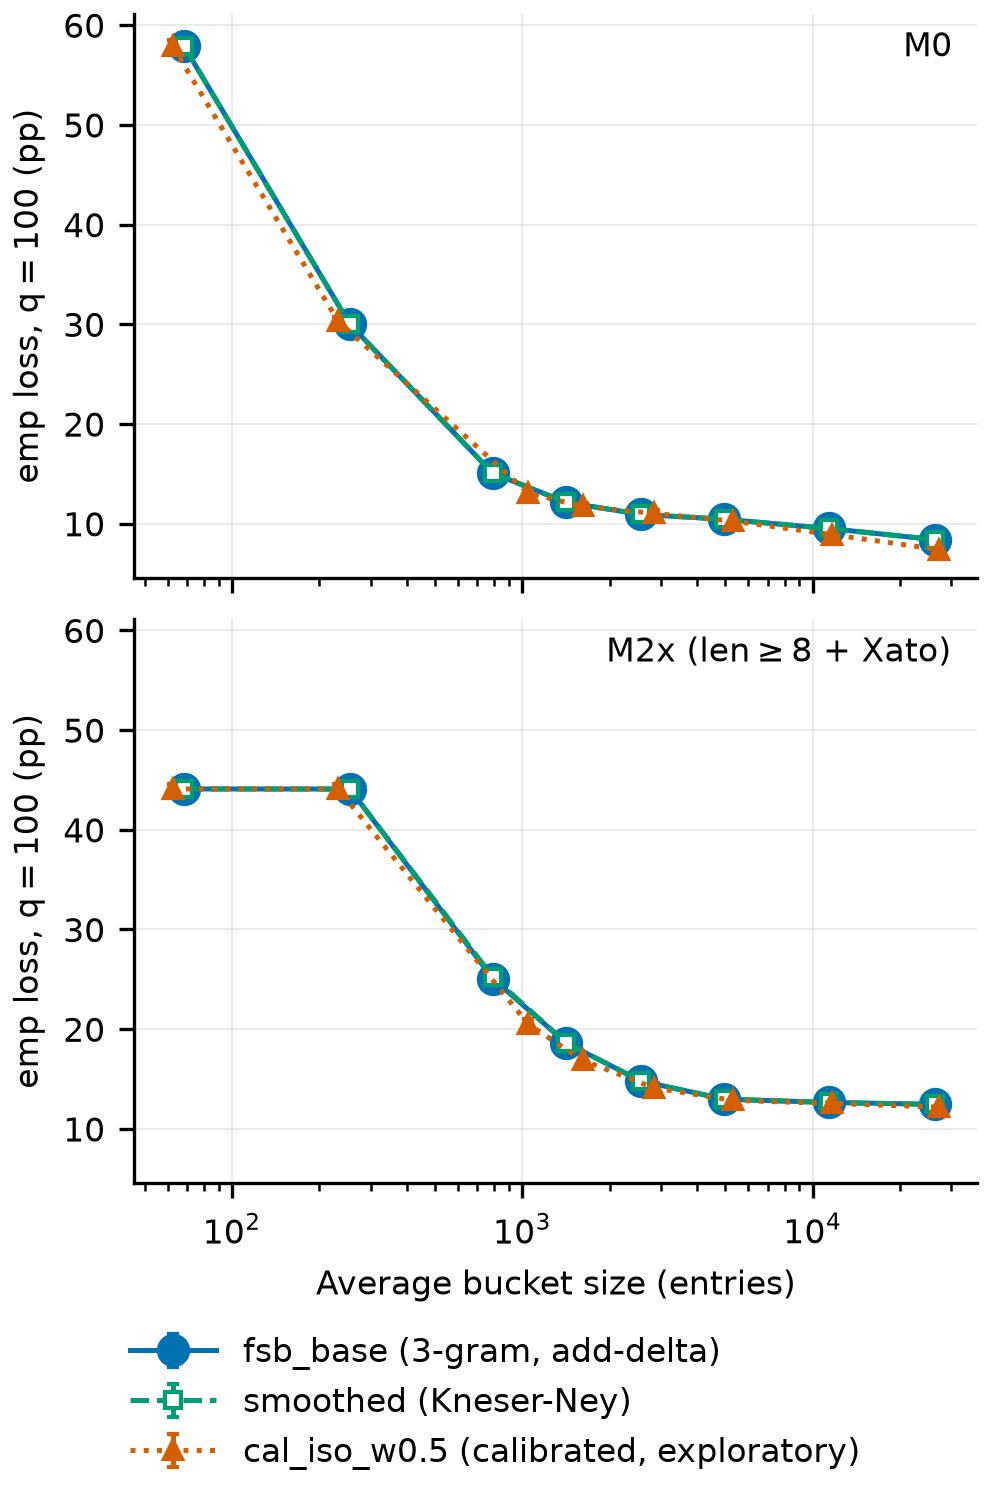 60
M0
50
40
30
20
10
emp loss, q = 100 (pp)
60
M2x (len ≥ 8 + Xato)
50
40
30
20
10
emp loss, q = 100 (pp)
10² 10³ 10⁴
Average bucket size (entries)
fsb_base (3-gram, add-delta)
smoothed (Kneser-Ney)
cal_iso_w0.5 (calibrated, exploratory)